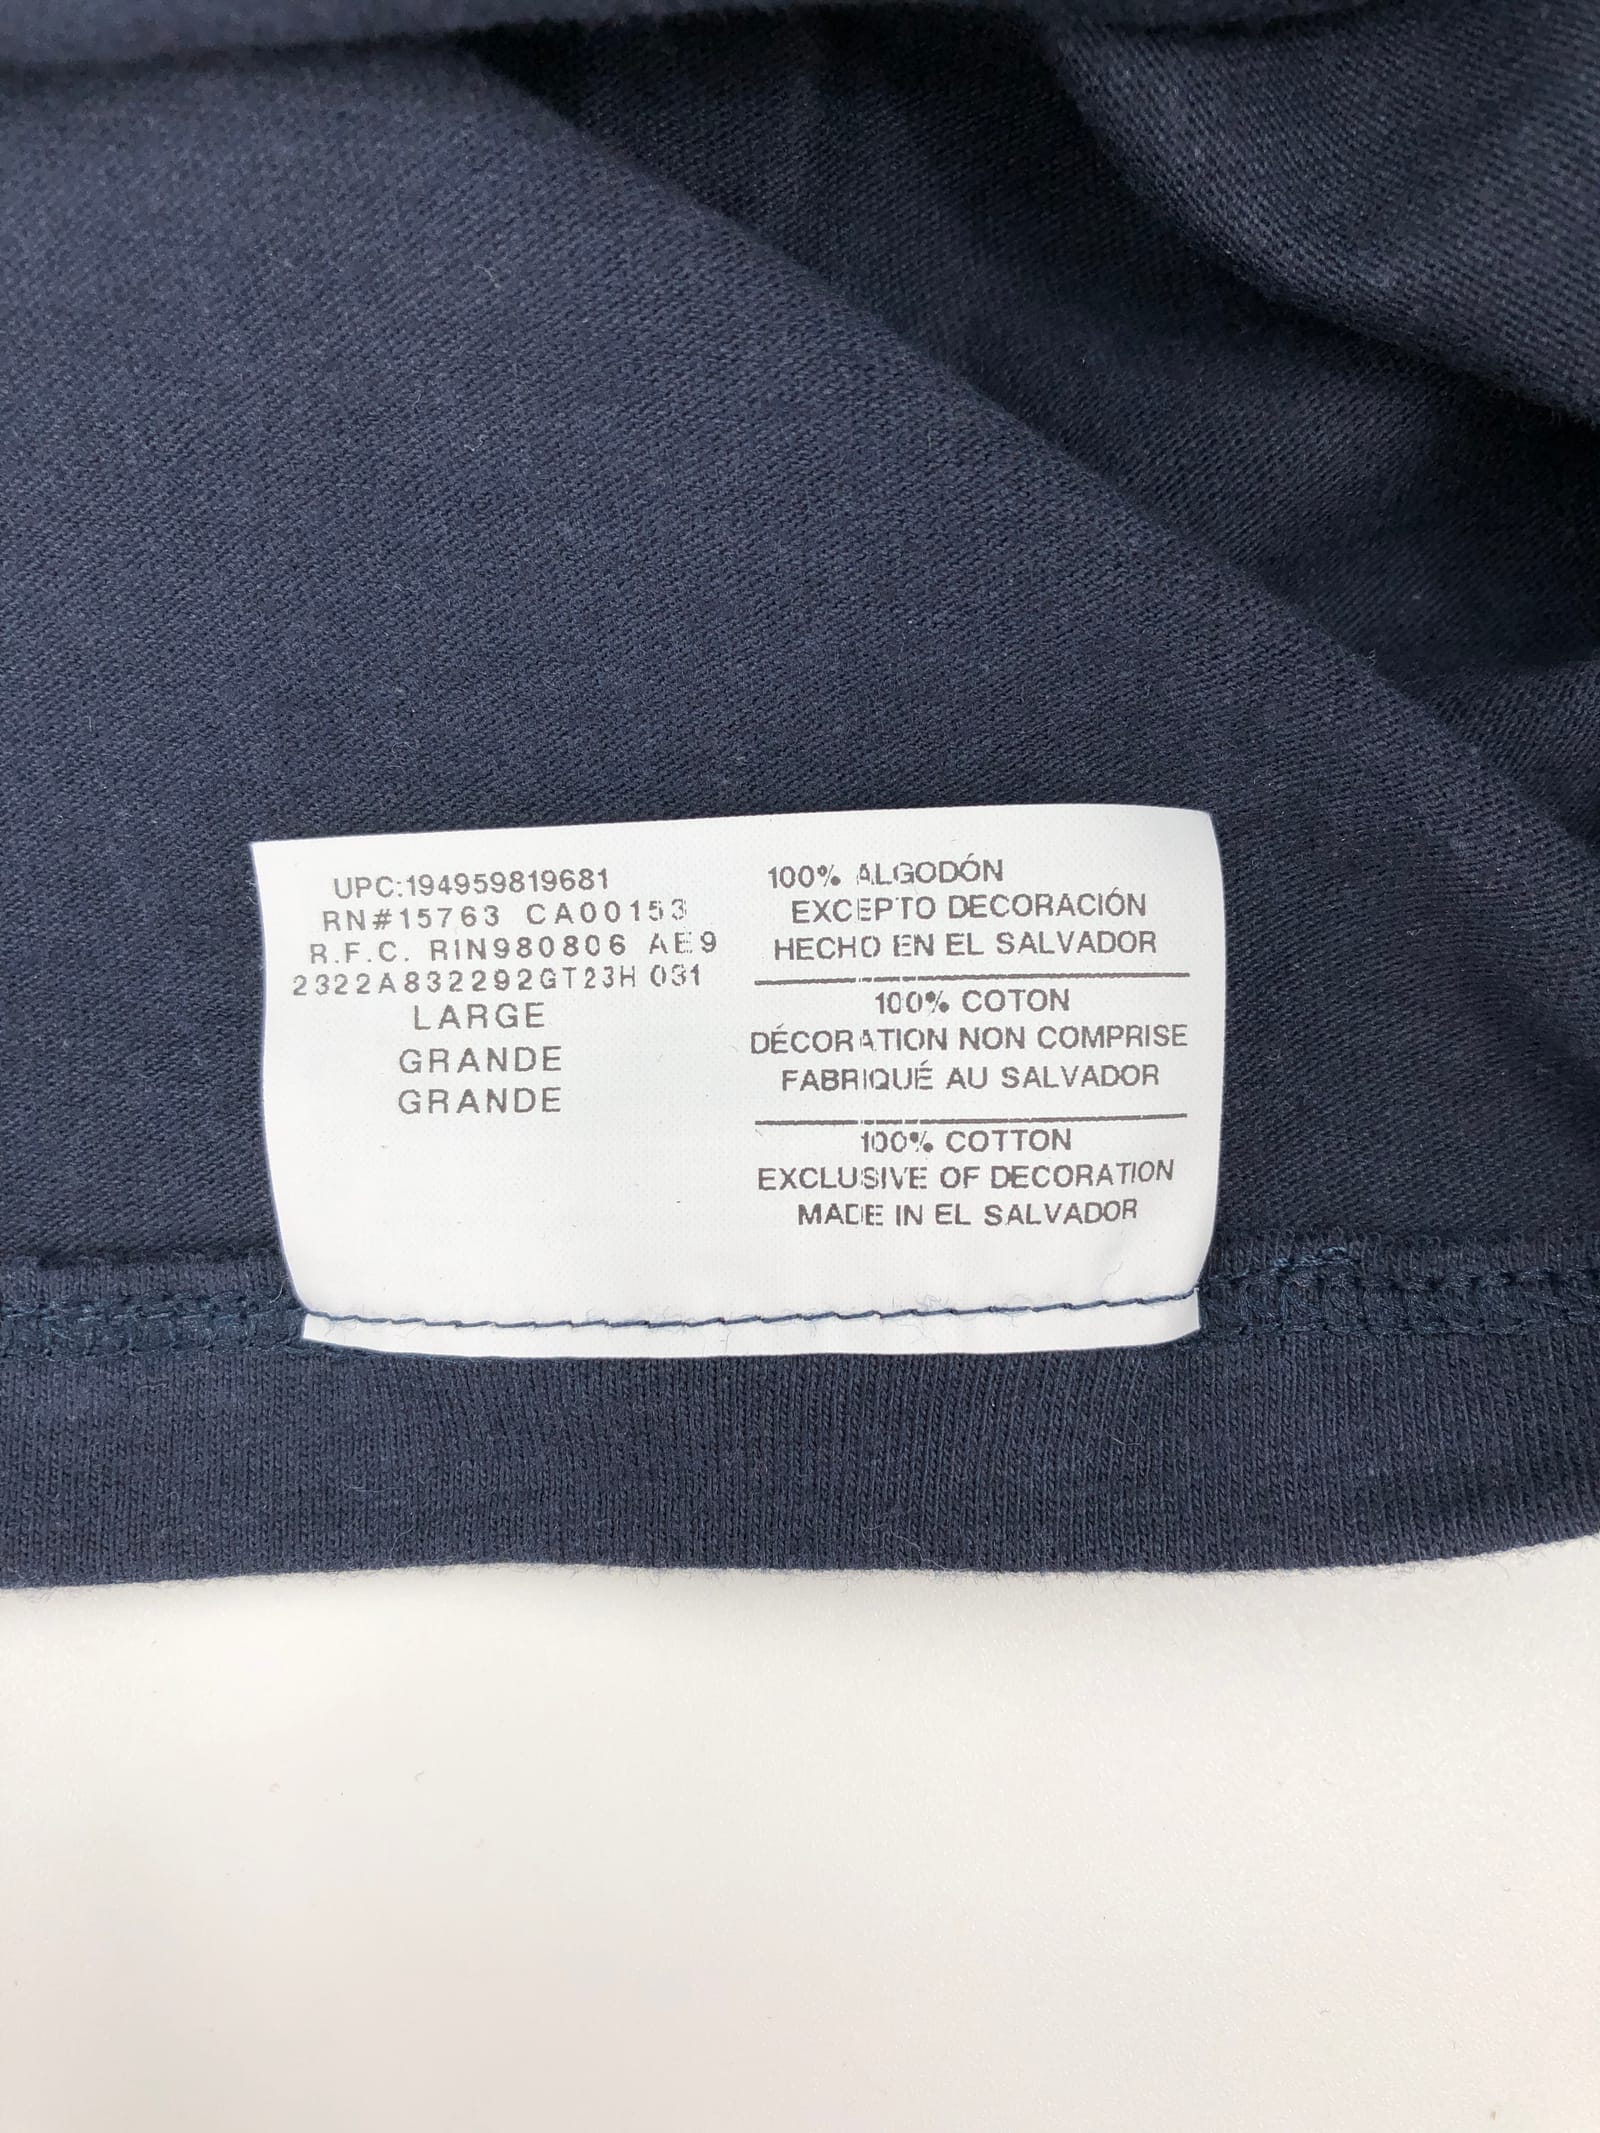 UPC:194959819681
RN#15763 CA00153
R.F.C. RIN980806 AE9
2322A832292GT23H 031
LARGE
GRANDE
GRANDE
100% ALGODÓN
EXCEPTO DECORACIÓN
HECHO EN EL SALVADOR
100% COTON
DÉCORATION NON COMPRISE
FABRIQUÉ AU SALVADOR
100% COTTON
EXCLUSIVE OF DECORATION
MADE IN EL SALVADOR